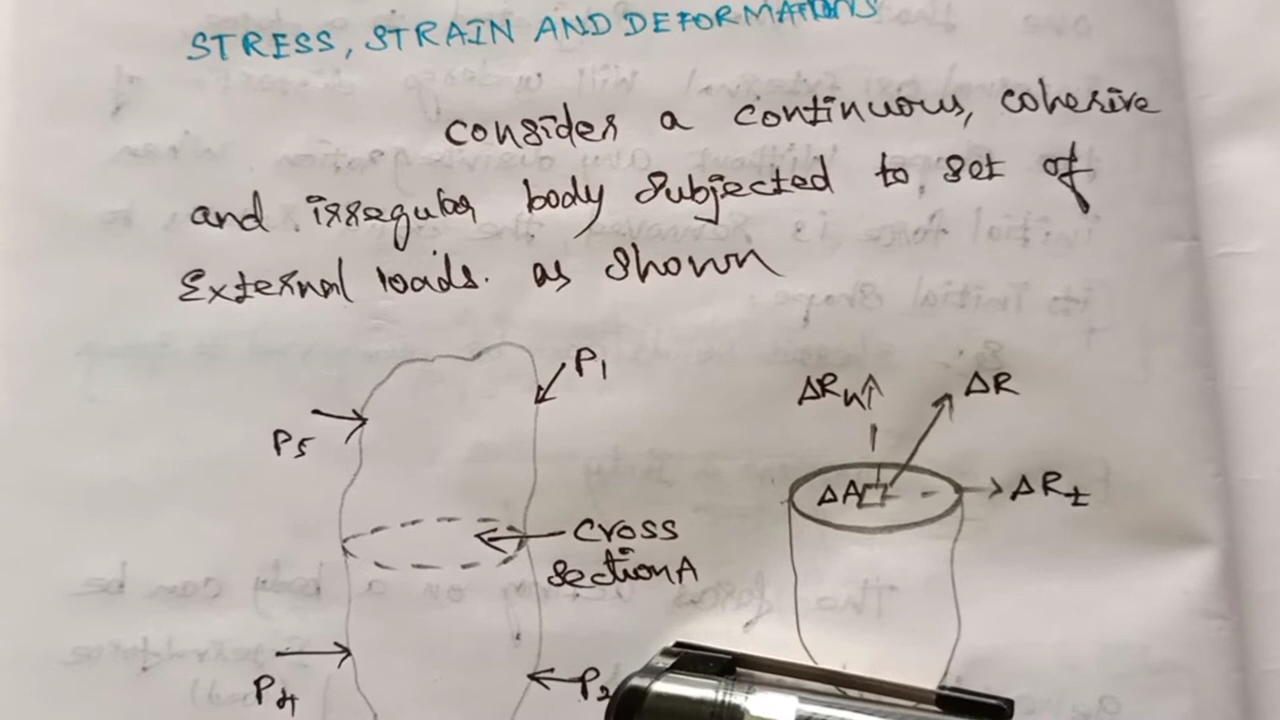 STRESS, STRAIN AND DEFORMATIONS
consider a continuous, cohesive
and irregular body subjected to set of
External loads. as shown
P1
P5
Cross
section A
P4
P2
ΔRn
ΔR
ΔA
ΔRt